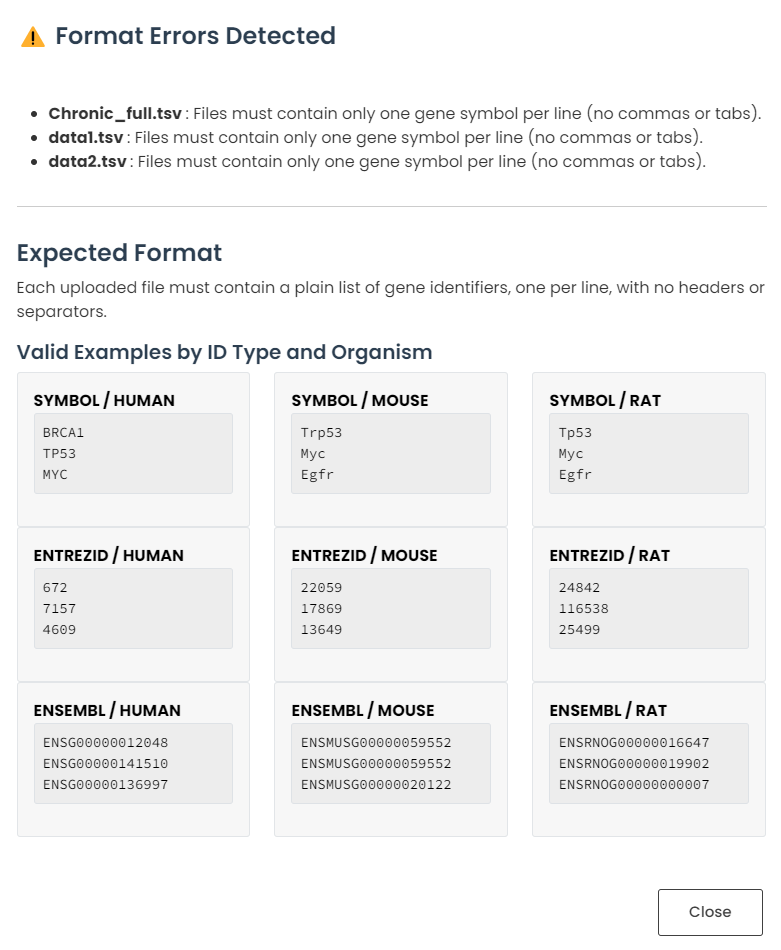 Format Errors Detected
Chronic_full.tsv : Files must contain only one gene symbol per line (no commas or tabs).
data1.tsv : Files must contain only one gene symbol per line (no commas or tabs).
data2.tsv : Files must contain only one gene symbol per line (no commas or tabs).
Expected Format
Each uploaded file must contain a plain list of gene identifiers, one per line, with no headers or
separators.
Valid Examples by ID Type and Organism
SYMBOL / HUMAN
BRCA1
TP53
MYC
SYMBOL / MOUSE
Trp53
Myc
Egfr
SYMBOL / RAT
Tp53
Myc
Egfr
ENTREZID / HUMAN
672
7157
4609
ENTREZID / MOUSE
22059
17869
13649
ENTREZID / RAT
24842
116538
25499
ENSEMBL / HUMAN
ENSG00000012048
ENSG00000141510
ENSG00000136997
ENSEMBL / MOUSE
ENSMUSG00000059552
ENSMUSG00000059552
ENSMUSG00000020122
ENSEMBL / RAT
ENSRNOG00000016647
ENSRNOG00000019902
ENSRNOG00000000007
Close